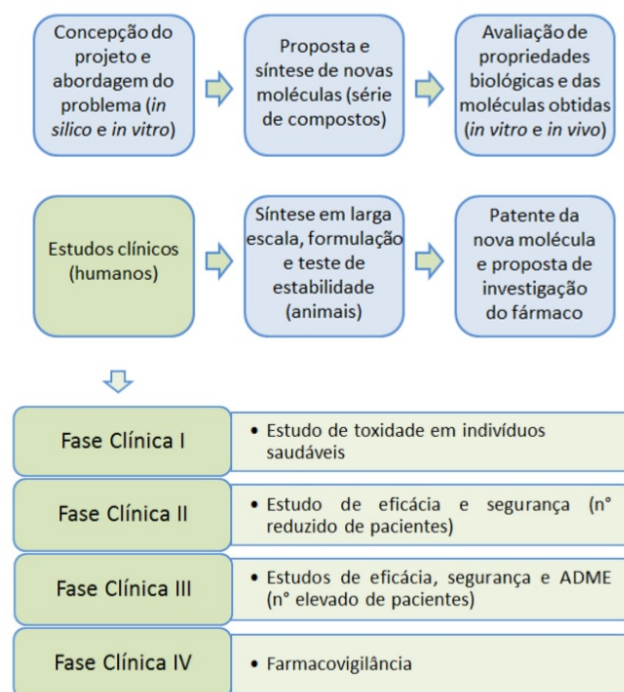 Concepção do
projeto e
abordagem do
problema (in
silico e in vitro)
Proposta e
síntese de novas
moléculas (série
de compostos)
Avaliação de
propriedades
biológicas e das
moléculas obtidas
(in vitro e in vivo)
Estudos clínicos
(humanos)
Síntese em larga
escala, formulação
e teste de
estabilidade
(animais)
Patente da
nova molécula
e proposta de
investigação
do fármaco
Fase Clínica I
• Estudo de toxidade em indivíduos
saudáveis
Fase Clínica II
• Estudo de eficácia e segurança (n°
reduzido de pacientes)
Fase Clínica III
• Estudos de eficácia, segurança e ADME
(n° elevado de pacientes)
Fase Clínica IV
• Farmacovigilância